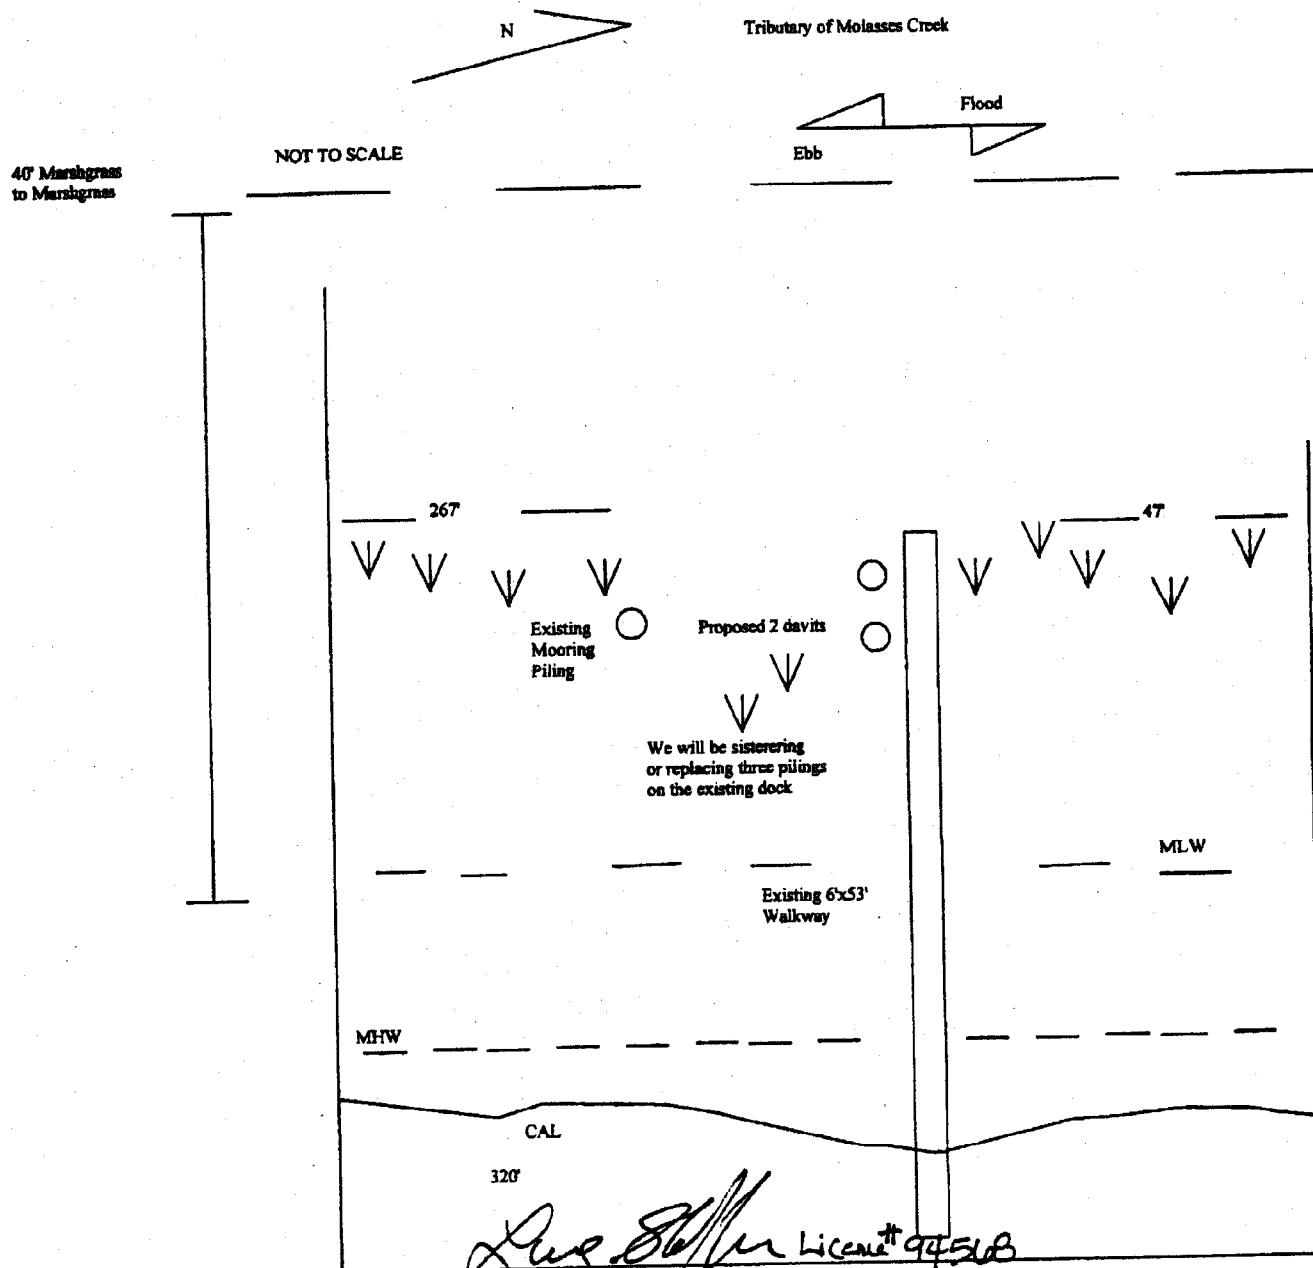 N
Tributary of Molasses Creek
Flood
Ebb
NOT TO SCALE
40' Marshgrass
to Marshgrass
267'
47'
Existing
Mooring
Piling
Proposed 2 davits
We will be sisterering
or replacing three pilings
on the existing dock
MLW
Existing 6'x53'
Walkway
MHW
CAL
320'
License # 94568